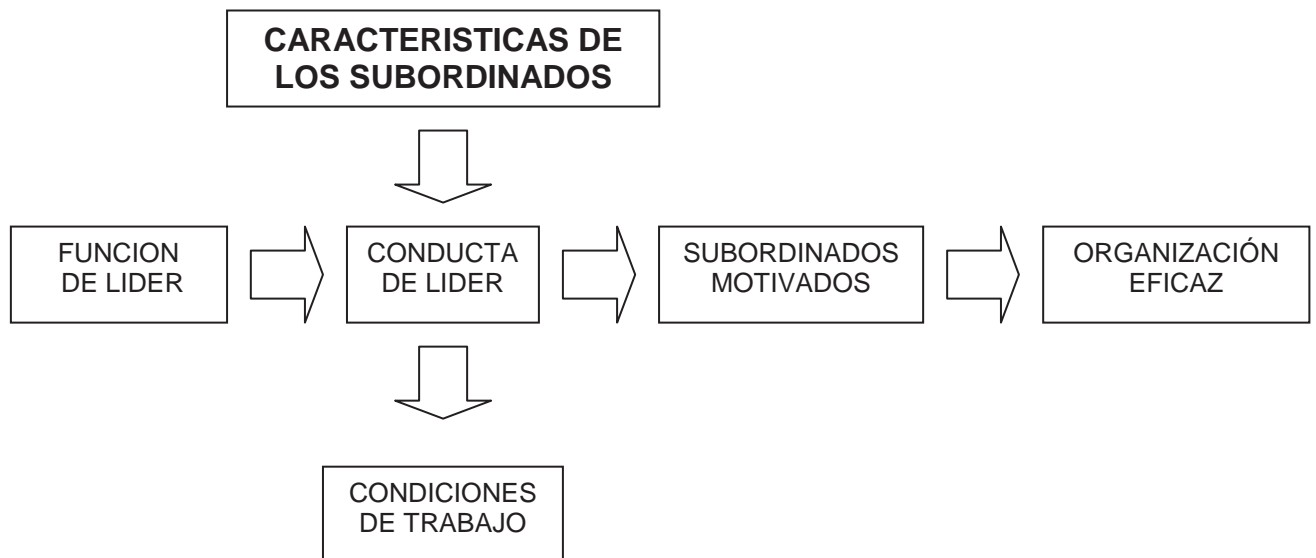 CARACTERISTICAS DE
LOS SUBORDINADOS
FUNCION
DE LIDER
CONDUCTA
DE LIDER
SUBORDINADOS
MOTIVADOS
ORGANIZACIÓN
EFICAZ
CONDICIONES
DE TRABAJO